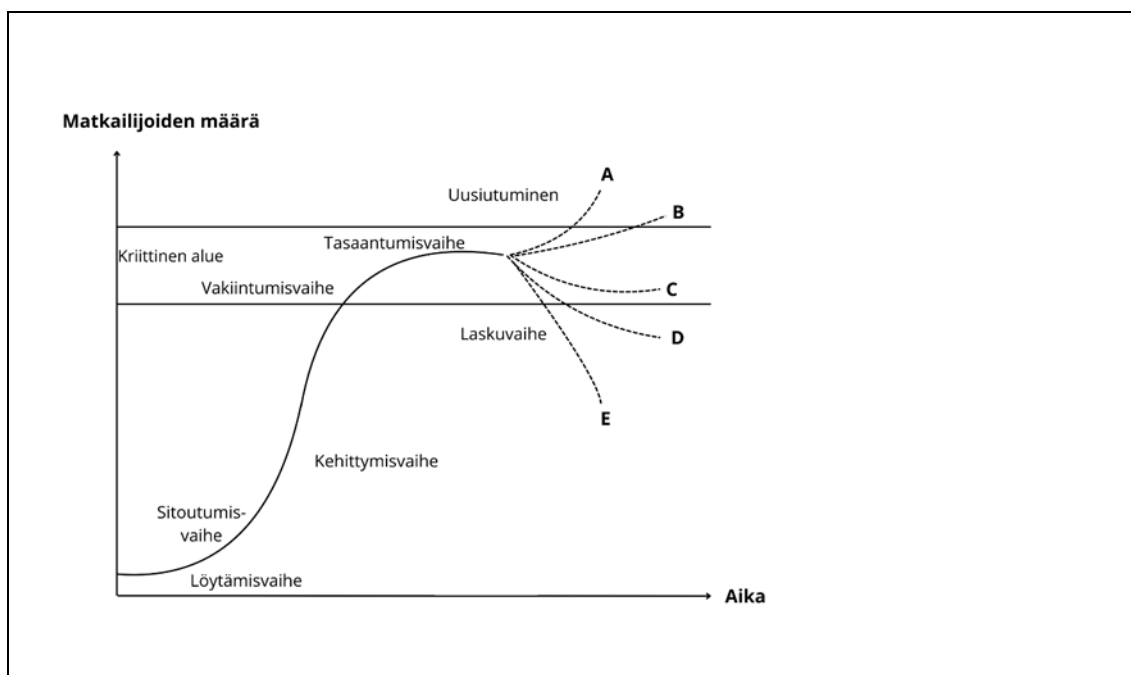 Matkailijoiden määrä
A
Uusiutuminen
B
Tasaantumisvaihe
Kriittinen alue
Vakiintumisvaihe
C
Laskuvaihe
D
E
Kehittymisvaihe
Sitoutumis-
vaihe
Löytämisvaihe
Aika